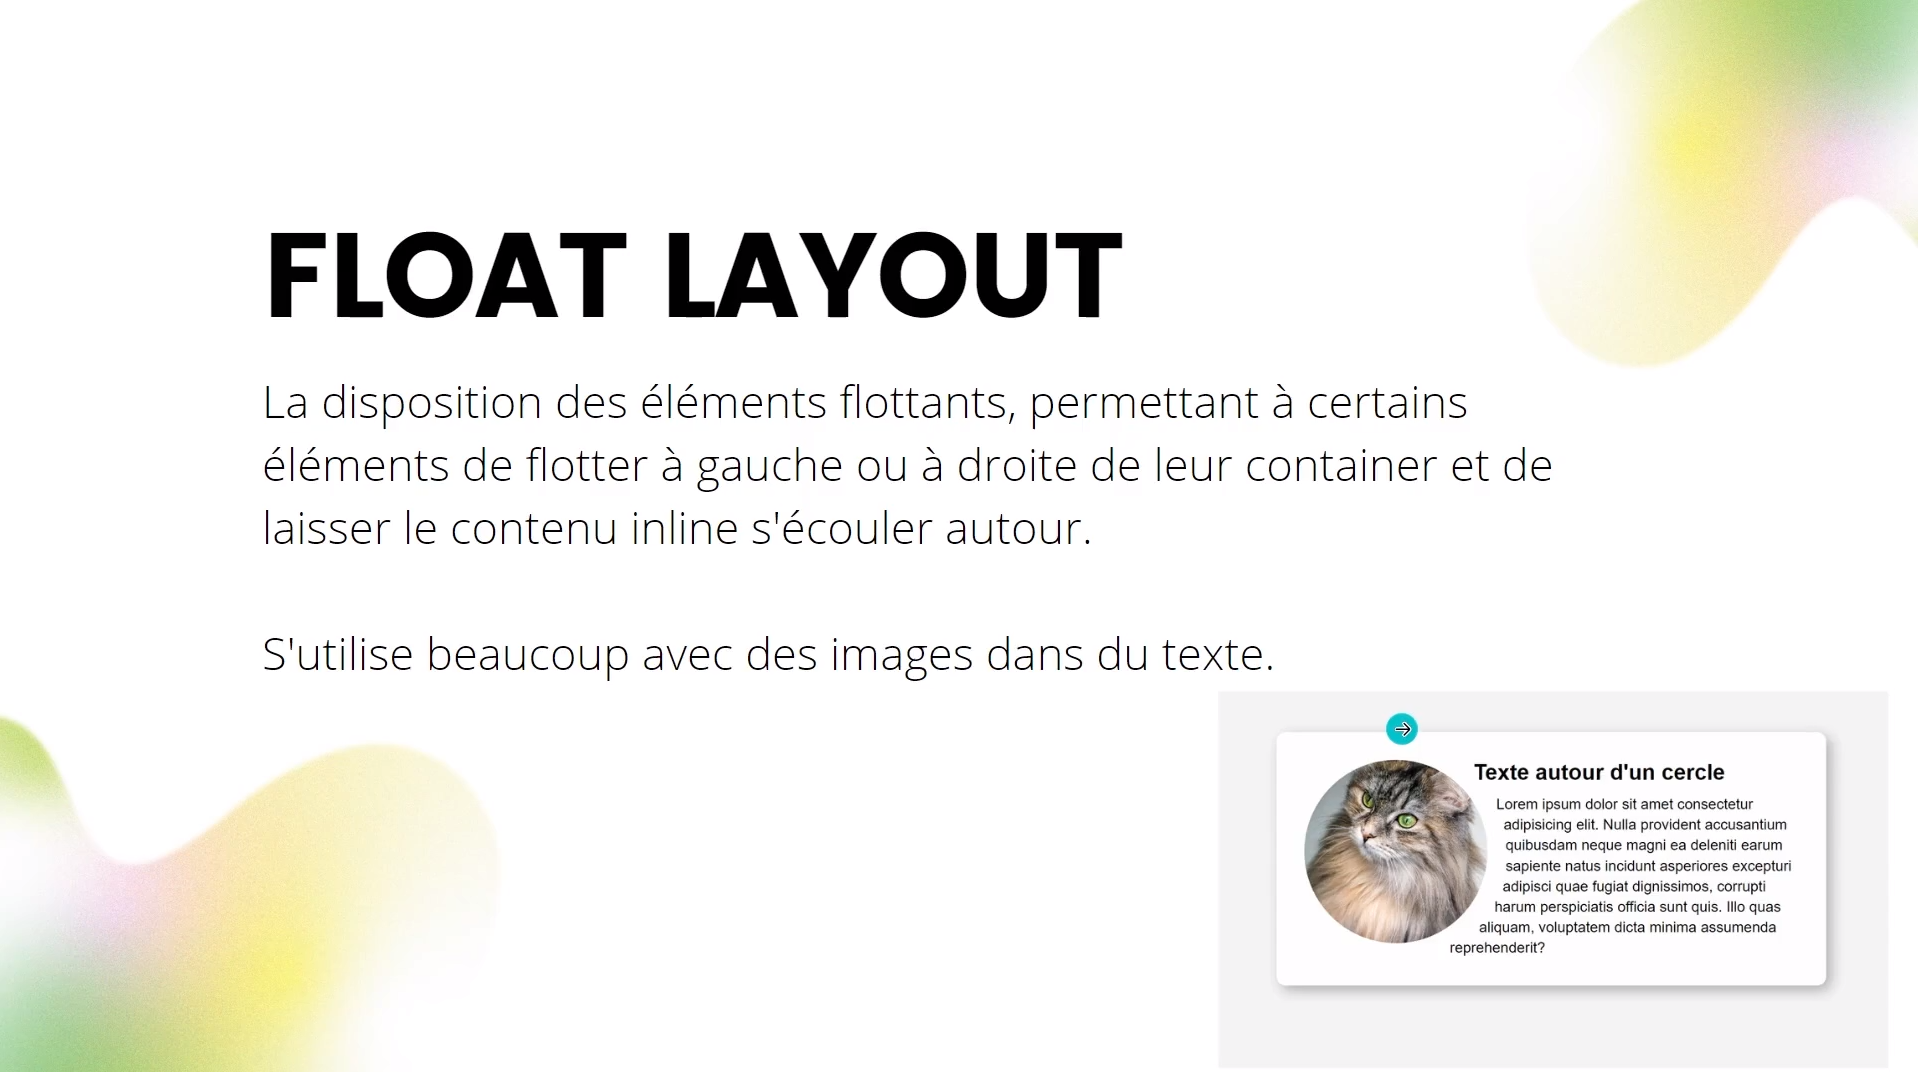 FLOAT LAYOUT
La disposition des éléments flottants, permettant à certains
éléments de flotter à gauche ou à droite de leur container et de
laisser le contenu inline s'écouler autour.
S'utilise beaucoup avec des images dans du texte.
Texte autour d'un cercle
Lorem ipsum dolor sit amet consectetur
adipisicing elit. Nulla provident accusantium
quibusdam neque magni ea deleniti earum
sapiente natus incidunt asperiores excepturi
adipisci quae fugiat dignissimos, corrupti
harum perspiciatis officia sunt quis. Illo quas
aliquam, voluptatem dicta minima assumenda
reprehenderit?